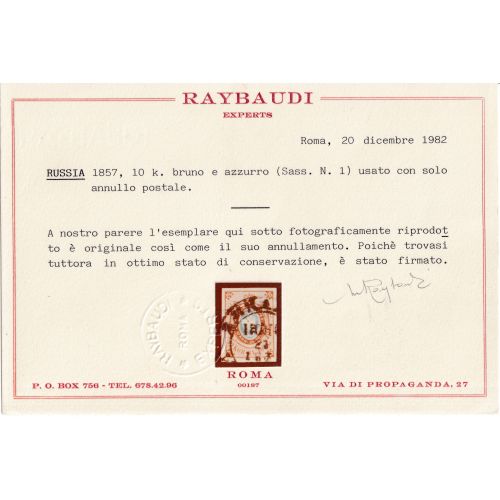 RAYBAUDI
EXPERTS
Roma, 20 dicembre 1982
RUSSIA 1857, 10 k. bruno e azzurro (Sass. N. 1) usato con solo
annullo postale.
A nostro parere l'esemplare qui sotto fotograficamente riprodot
to è originale così come il suo annullamento. Poichè trovasi
tuttora in ottimo stato di conservazione, è stato firmato.
RAYBAUDI
ROMA
ROMA
00187
P. O. BOX 756 - TEL. 678.42.96
VIA DI PROPAGANDA, 27